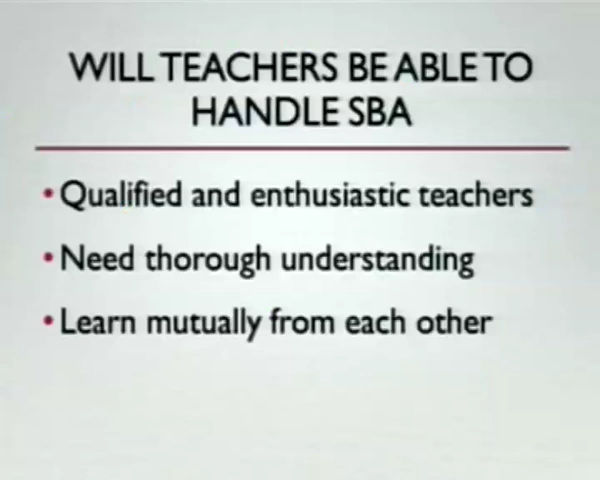 WILL TEACHERS BE ABLE TO
HANDLE SBA
• Qualified and enthusiastic teachers
• Need thorough understanding
• Learn mutually from each other